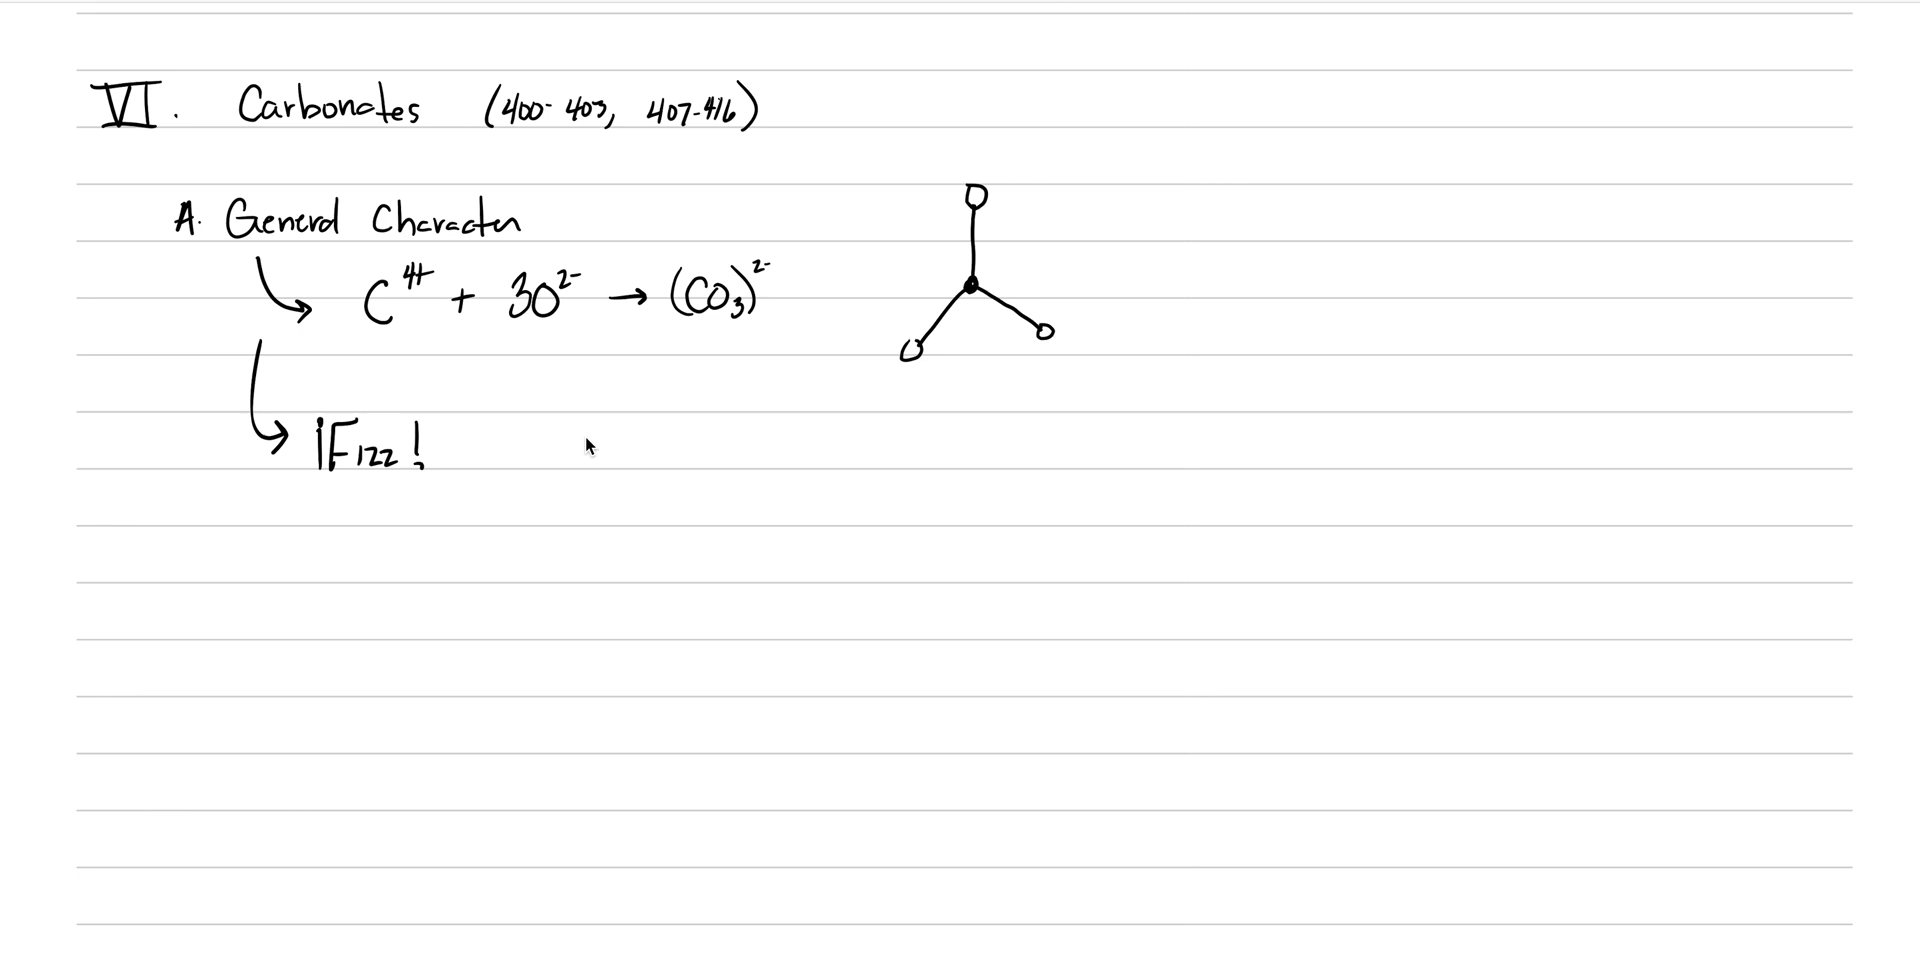 VI. Carbonates (400-403, 407-416)
A. General Character
C⁴⁺ + 3O²⁻ → (CO₃)²⁻
¡Fizz!